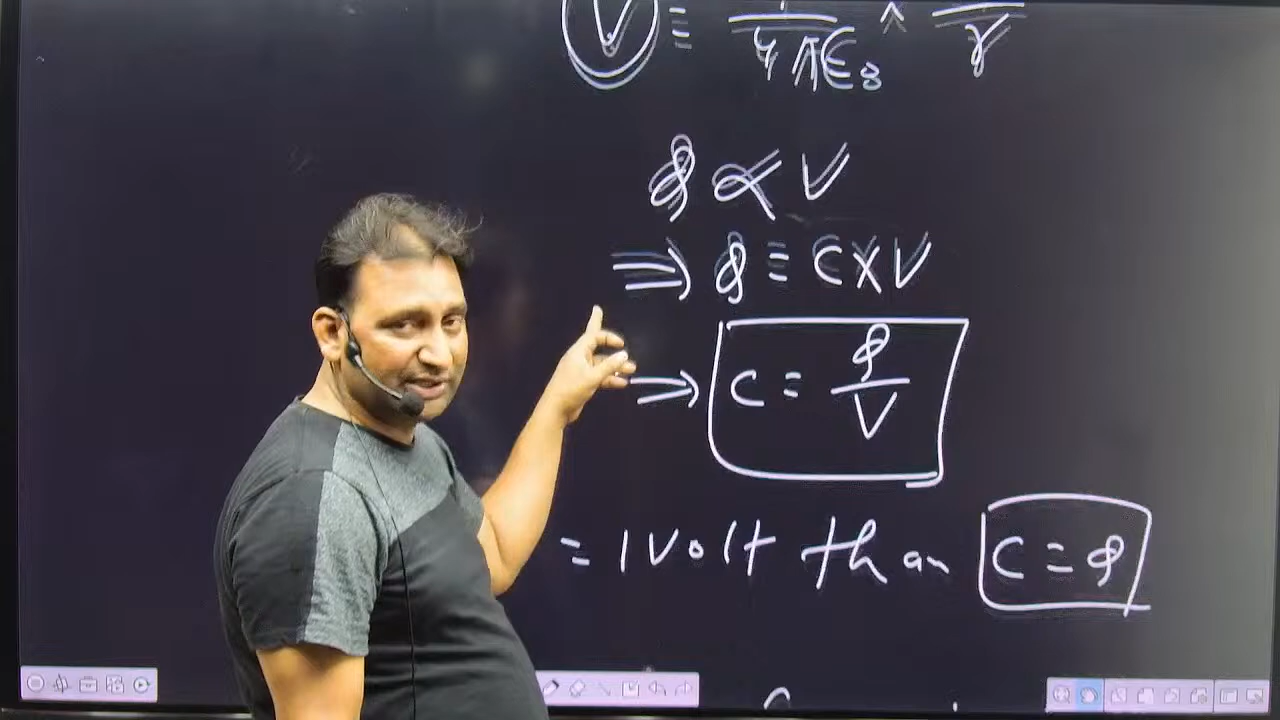 V = 1/4πε0 × /r
q ∝ V
⇒ q = C×V
⇒ C = q/V
= 1 Volt than C = q